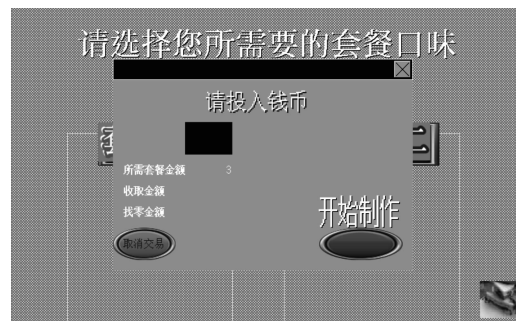 请选择您所需要的套餐口味
请投入钱币
所需套餐金额 3
收取金额
找零金额
开始制作
取消交易